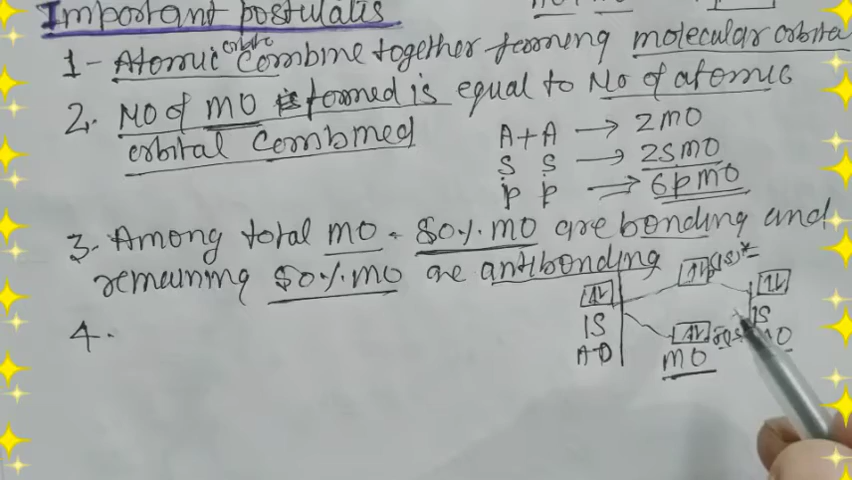 Important postulates
1- Atomic orbital combine together forming molecular orbital
2. No of MO is formed is equal to No of atomic
orbital combined
A + A → 2MO
S S → 2SMO
P P → 6PMO
3. Among total MO - 50%. MO are bonding and
remaining 50%. MO are antibonding
1S
1S
AO
MO
4.